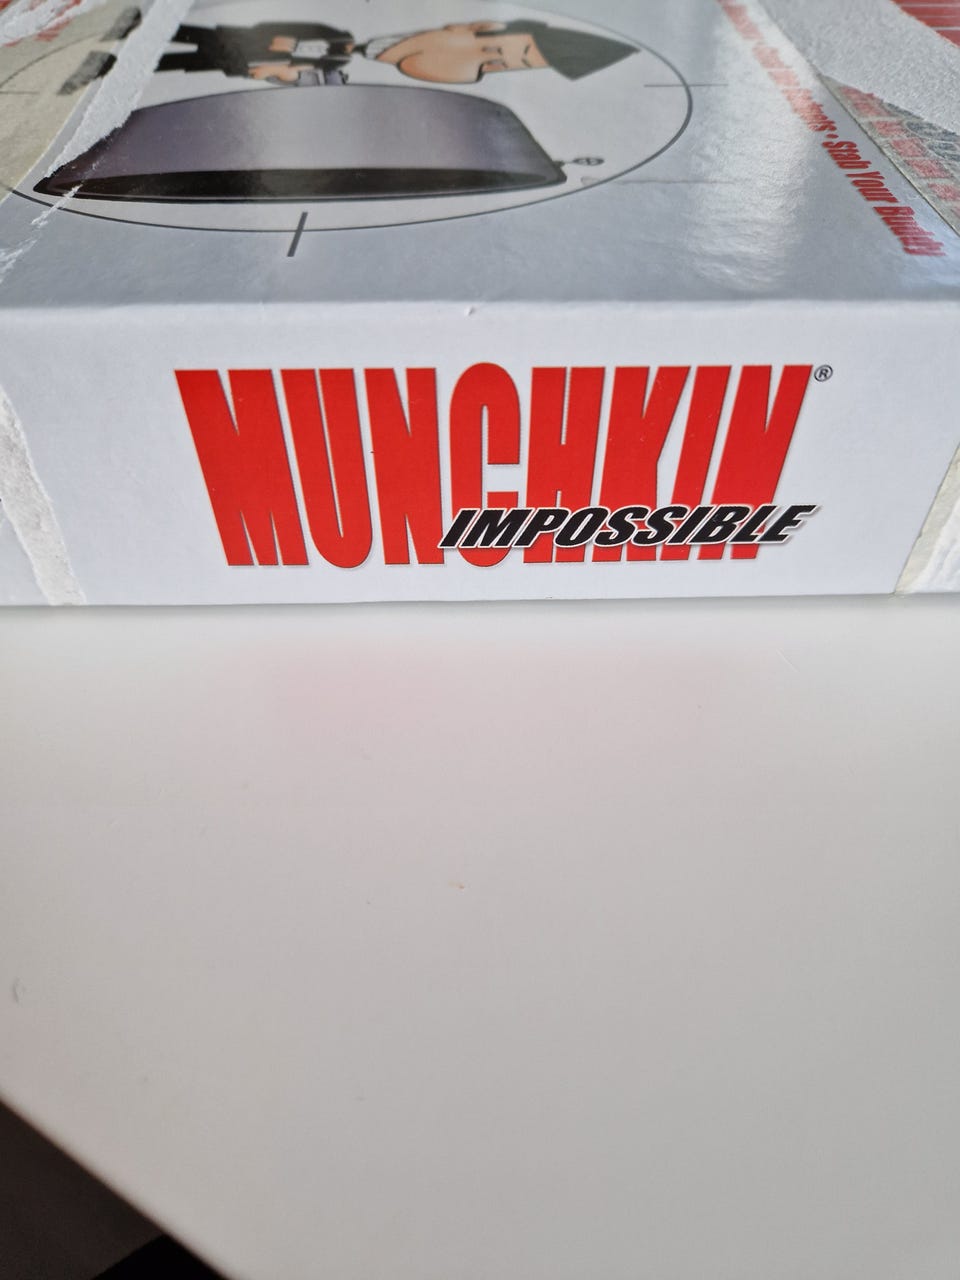 • Stab Your Buddy
MUNCHKIN®
IMPOSSIBLE